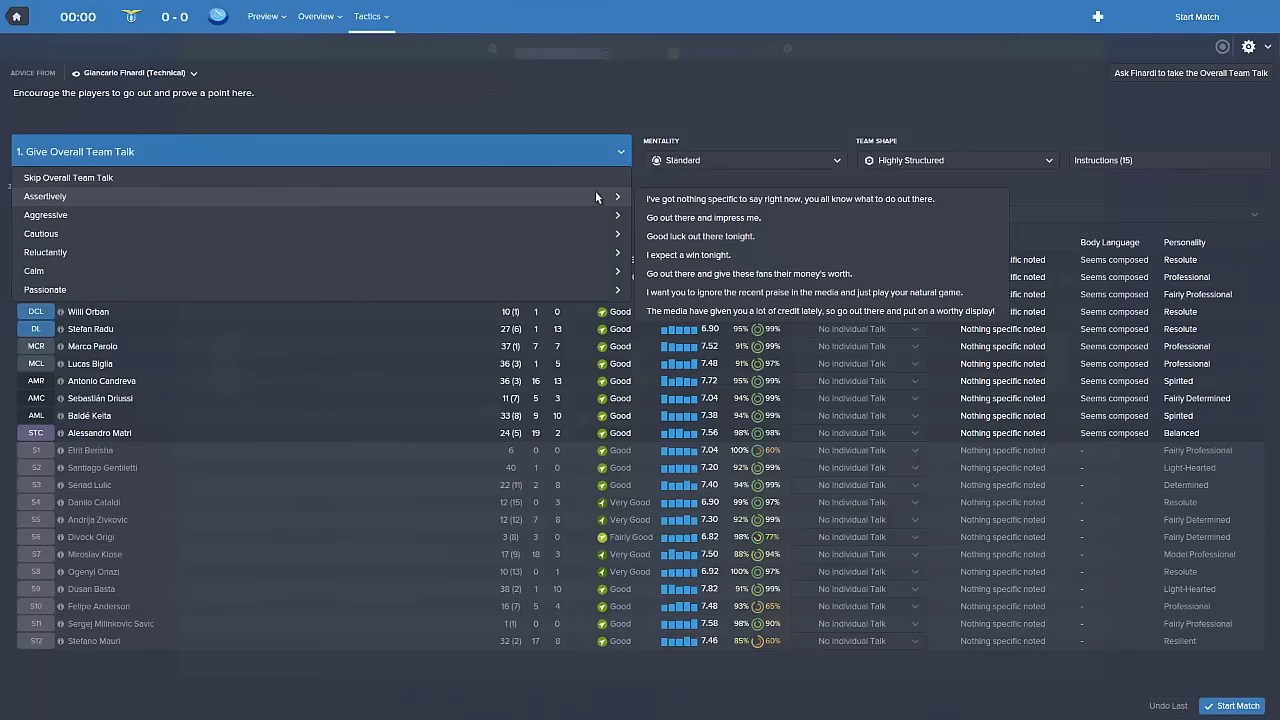 00:00 0 - 0 Preview Overview Tactics Start Match
ADVICE FROM Giancarlo Finardi (Technical) Ask Finardi to take the Overall Team Talk
Encourage the players to go out and prove a point here.
MENTALITY TEAM SHAPE
1. Give Overall Team Talk
Standard Highly Structured Instructions (15)
Skip Overall Team Talk
Assertively
Aggressive
Cautious
Reluctantly
Calm
Passionate
I've got nothing specific to say right now, you all know what to do out there.
Go out there and impress me.
Good luck out there tonight.
I expect a win tonight.
Go out there and give these fans their money's worth.
I want you to ignore the recent praise in the media and just play your natural game.
The media have given you a lot of credit lately, so go out there and put on a worthy display!
Body Language Personality
specific noted Seems composed Resolute
specific noted Seems composed Professional
specific noted Seems composed Fairly Professional
DCL Willi Orban 10 (1) 1 0 Good Seems composed Resolute
DL Stefan Radu 27 (6) 1 13 Good 6.90 95% 99% No Individual Talk Nothing specific noted Seems composed Resolute
MCR Marco Parolo 37 (1) 7 7 Good 7.52 91% 99% No Individual Talk Nothing specific noted Seems composed Professional
MCL Lucas Biglia 36 (3) 1 5 Good 7.48 91% 97% No Individual Talk Nothing specific noted Seems composed Professional
AMR Antonio Candreva 36 (3) 16 13 Good 7.72 95% 99% No Individual Talk Nothing specific noted Seems composed Spirited
AMC Sebastián Driussi 11 (7) 5 3 Good 7.04 94% 99% No Individual Talk Nothing specific noted Seems composed Fairly Determined
AML Baldé Keita 33 (8) 9 10 Good 7.38 94% 99% No Individual Talk Nothing specific noted Seems composed Spirited
STC Alessandro Matri 24 (5) 19 2 Good 7.56 98% 98% No Individual Talk Nothing specific noted Seems composed Balanced
S1 Etrit Berisha 6 0 0 Good 7.04 100% 60% No Individual Talk Nothing specific noted - Fairly Professional
S2 Santiago Gentiletti 40 1 0 Good 7.20 92% 99% No Individual Talk Nothing specific noted - Light-Hearted
S3 Senad Lulic 22 (11) 2 8 Good 7.40 94% 99% No Individual Talk Nothing specific noted - Determined
S4 Danilo Cataldi 12 (15) 0 3 Very Good 6.90 99% 97% No Individual Talk Nothing specific noted - Resolute
S5 Andrija Zivkovic 12 (12) 7 8 Very Good 7.30 92% 99% No Individual Talk Nothing specific noted - Fairly Determined
S6 Divock Origi 3 (8) 3 0 Fairly Good 6.82 98% 77% No Individual Talk Nothing specific noted - Fairly Determined
S7 Miroslav Klose 17 (9) 18 3 Very Good 7.50 88% 94% No Individual Talk Nothing specific noted - Model Professional
S8 Ogenyi Onazi 10 (13) 0 1 Very Good 6.92 100% 97% No Individual Talk Nothing specific noted - Resolute
S9 Dusan Basta 38 (2) 1 10 Good 7.82 91% 99% No Individual Talk Nothing specific noted - Light-Hearted
S10 Felipe Anderson 16 (7) 5 4 Good 7.48 93% 65% No Individual Talk Nothing specific noted - Professional
S11 Sergej Milinkovic Savic 1 (1) 0 0 Good 7.58 98% 90% No Individual Talk Nothing specific noted - Fairly Professional
S12 Stefano Mauri 32 (2) 17 8 Good 7.46 85% 60% No Individual Talk Nothing specific noted - Resilient
Undo Last Start Match